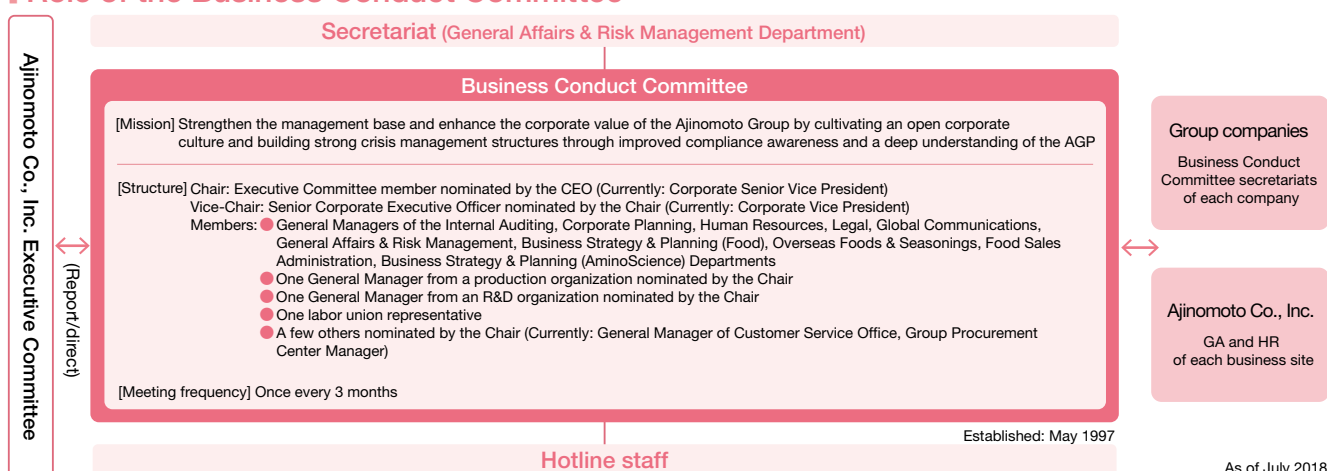 Role of the Business Conduct Committee
Secretariat (General Affairs & Risk Management Department)
Ajinomoto Co., Inc. Executive Committee
(Report/direct)
Business Conduct Committee
[Mission] Strengthen the management base and enhance the corporate value of the Ajinomoto Group by cultivating an open corporate
culture and building strong crisis management structures through improved compliance awareness and a deep understanding of the AGP
[Structure] Chair: Executive Committee member nominated by the CEO (Currently: Corporate Senior Vice President)
Vice-Chair: Senior Corporate Executive Officer nominated by the Chair (Currently: Corporate Vice President)
Members: ● General Managers of the Internal Auditing, Corporate Planning, Human Resources, Legal, Global Communications,
General Affairs & Risk Management, Business Strategy & Planning (Food), Overseas Foods & Seasonings, Food Sales
Administration, Business Strategy & Planning (AminoScience) Departments
● One General Manager from a production organization nominated by the Chair
● One General Manager from an R&D organization nominated by the Chair
● One labor union representative
● A few others nominated by the Chair (Currently: General Manager of Customer Service Office, Group Procurement
Center Manager)
[Meeting frequency] Once every 3 months
Group companies
Business Conduct
Committee secretariats
of each company
Ajinomoto Co., Inc.
GA and HR
of each business site
Established: May 1997
Hotline staff
As of July 2018